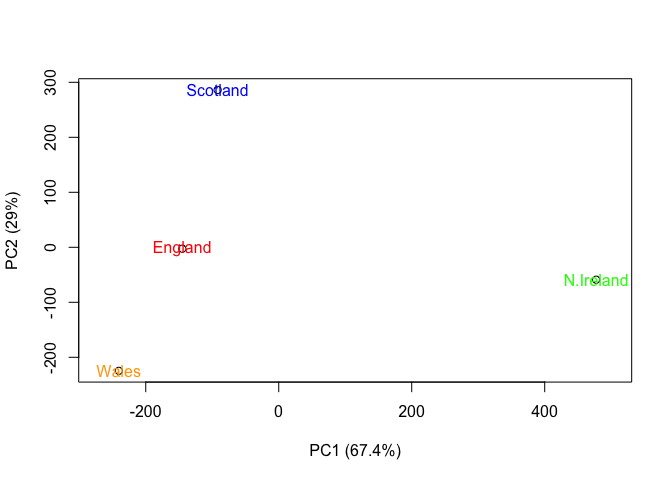 300
Scotland
200
100
PC2 (29%)
0
England
N.Ireland
-100
-200
Wales
-200 0 200 400
PC1 (67.4%)